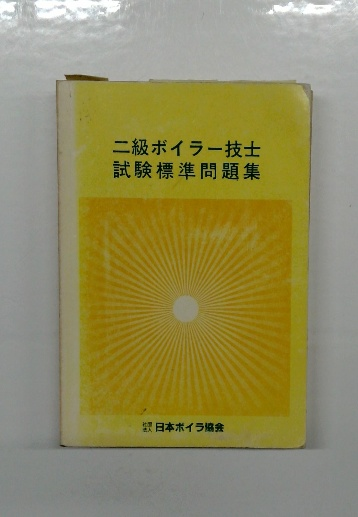 二級ボイラー技士
試験標準問題集
社団法人 日本ボイラ協会